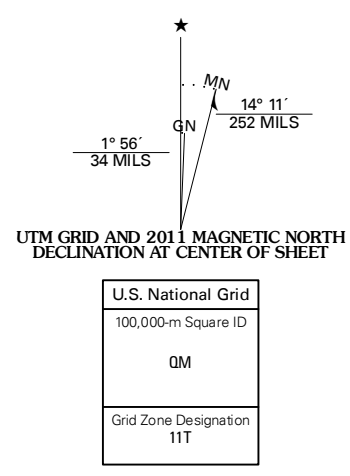 ★
MN
GN
14° 11´
252 MILS
1° 56´
34 MILS
UTM GRID AND 2011 MAGNETIC NORTH
DECLINATION AT CENTER OF SHEET
U.S. National Grid
100,000-m Square ID
QM
Grid Zone Designation
11T